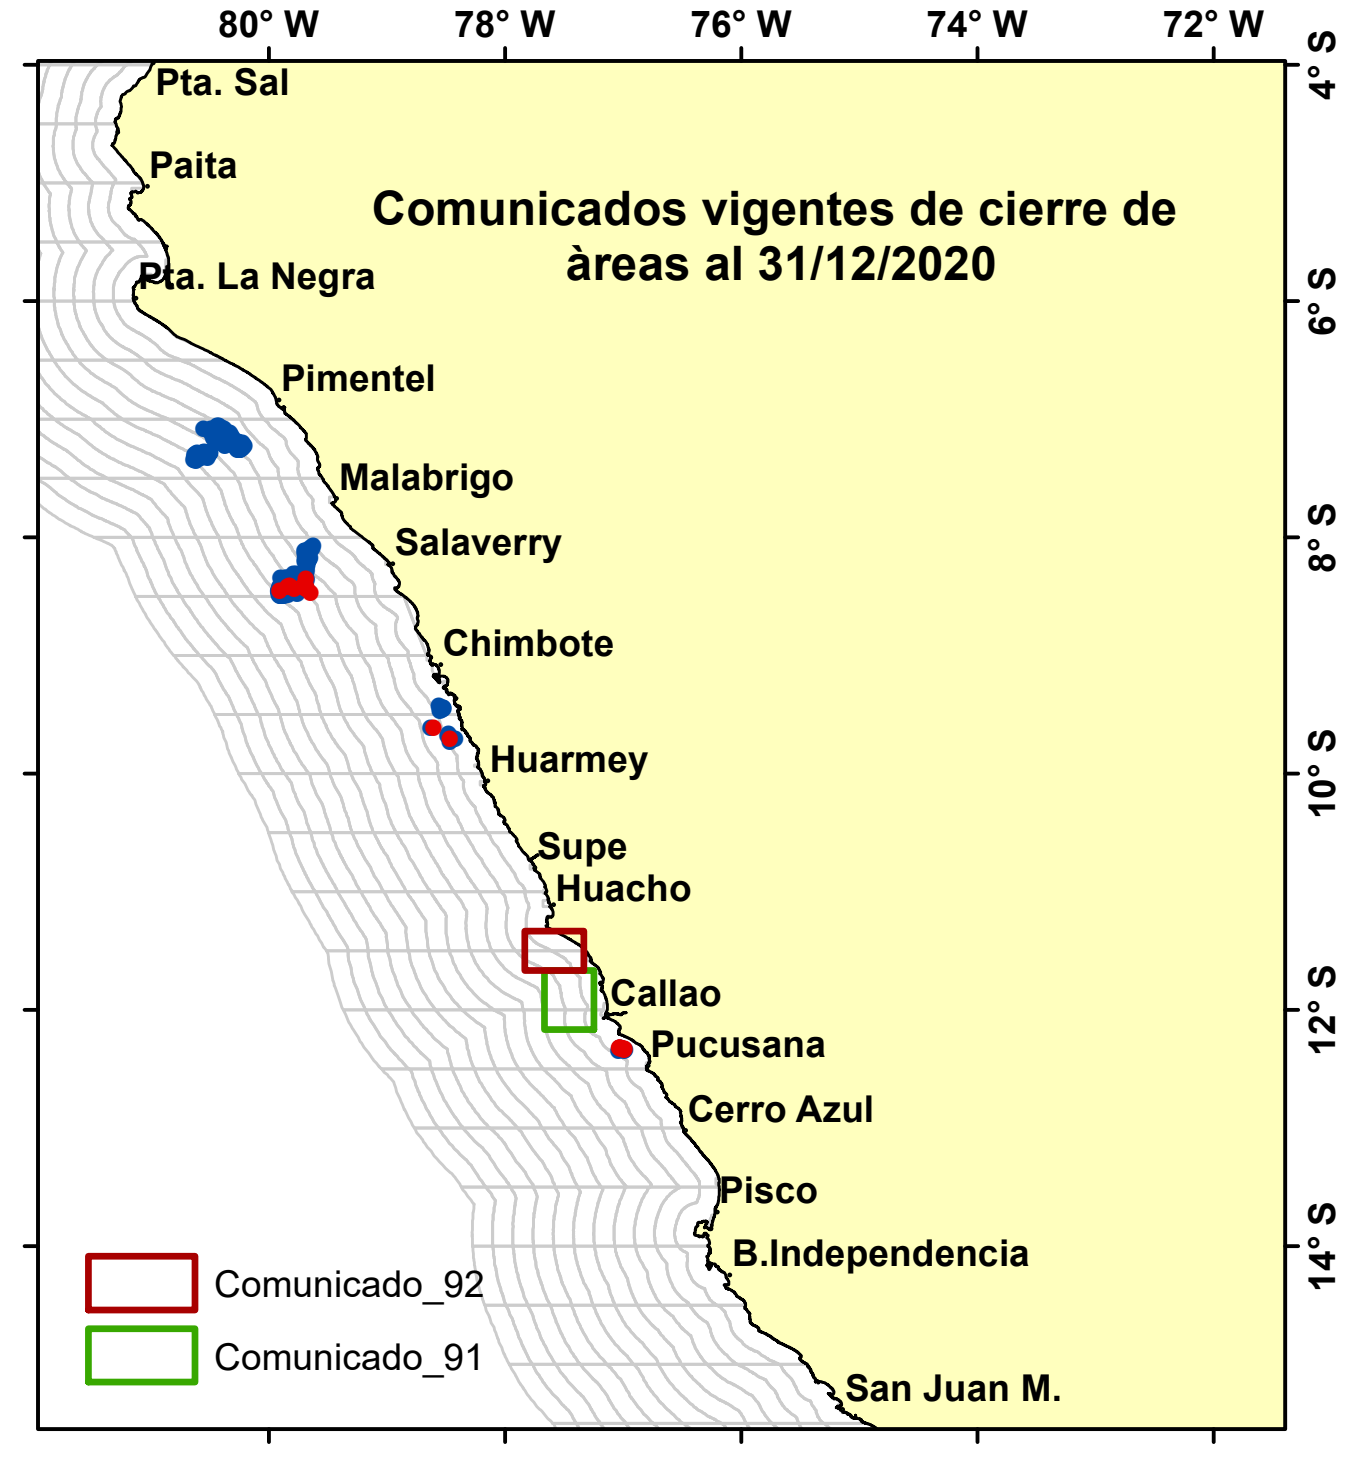 80° W 78° W 76° W 74° W 72° W
4° S
Pta. Sal
Paita
Comunicados vigentes de cierre de
àreas al 31/12/2020
Pta. La Negra
6° S
Pimentel
Malabrigo
Salaverry
8° S
Chimbote
Huarmey
10° S
Supe
Huacho
Callao
12° S
Pucusana
Cerro Azul
Pisco
B.Independencia
14° S
Comunicado_92
Comunicado_91
San Juan M.